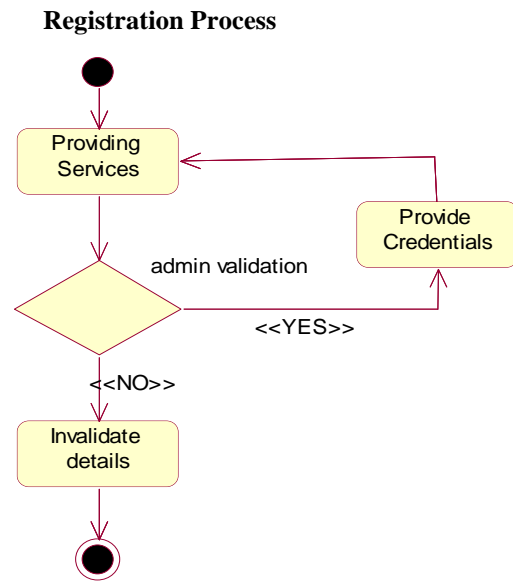 Registration Process
Providing
Services
Provide
Credentials
admin validation
<<YES>>
<<NO>>
Invalidate
details